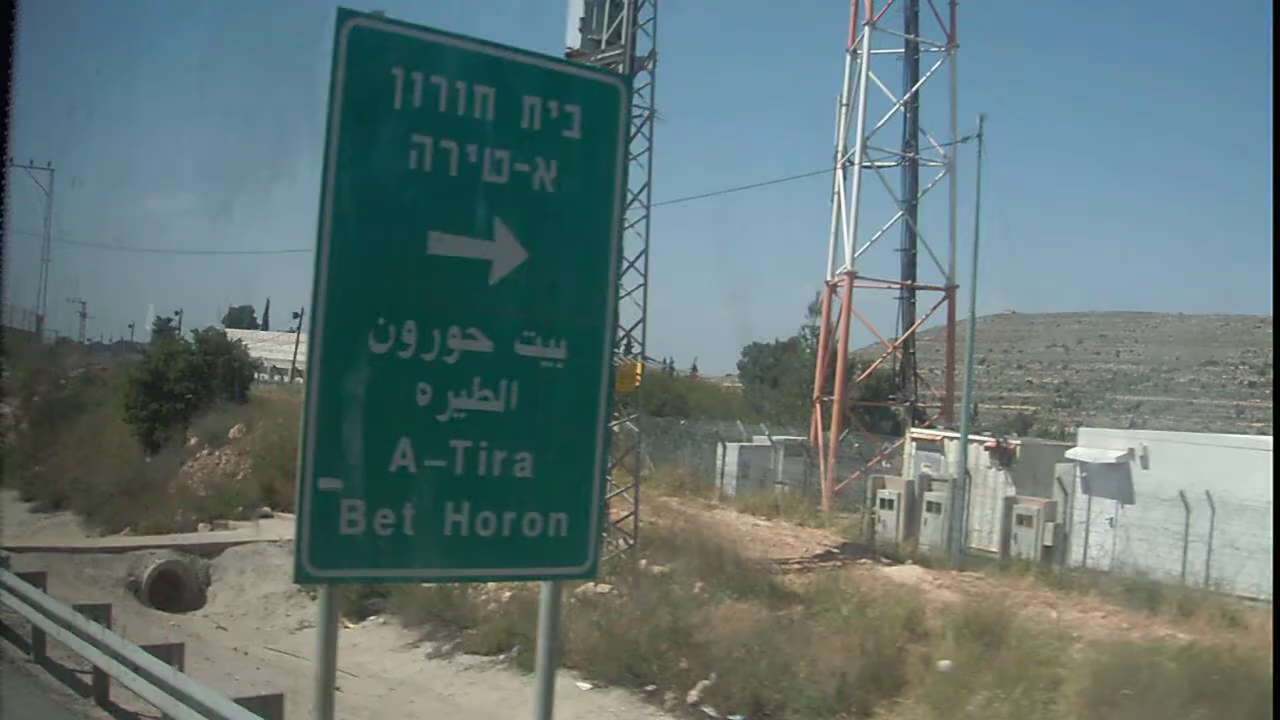 בית חורון
א-טירה
بيت حورون
الطيره
A-Tira
Bet Horon